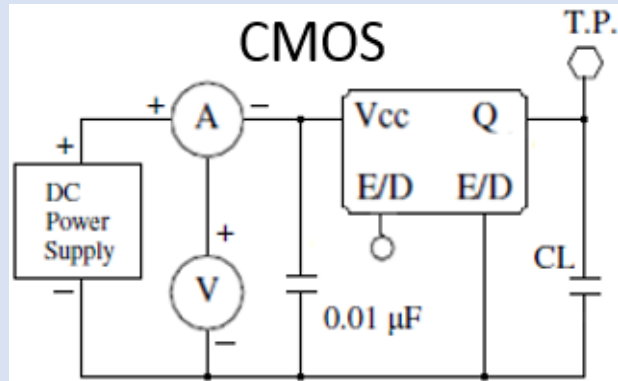 CMOS
T.P.
+ A −
Vcc Q
+
DC
Power
Supply
−
E/D E/D
+
V
−
0.01 μF
CL